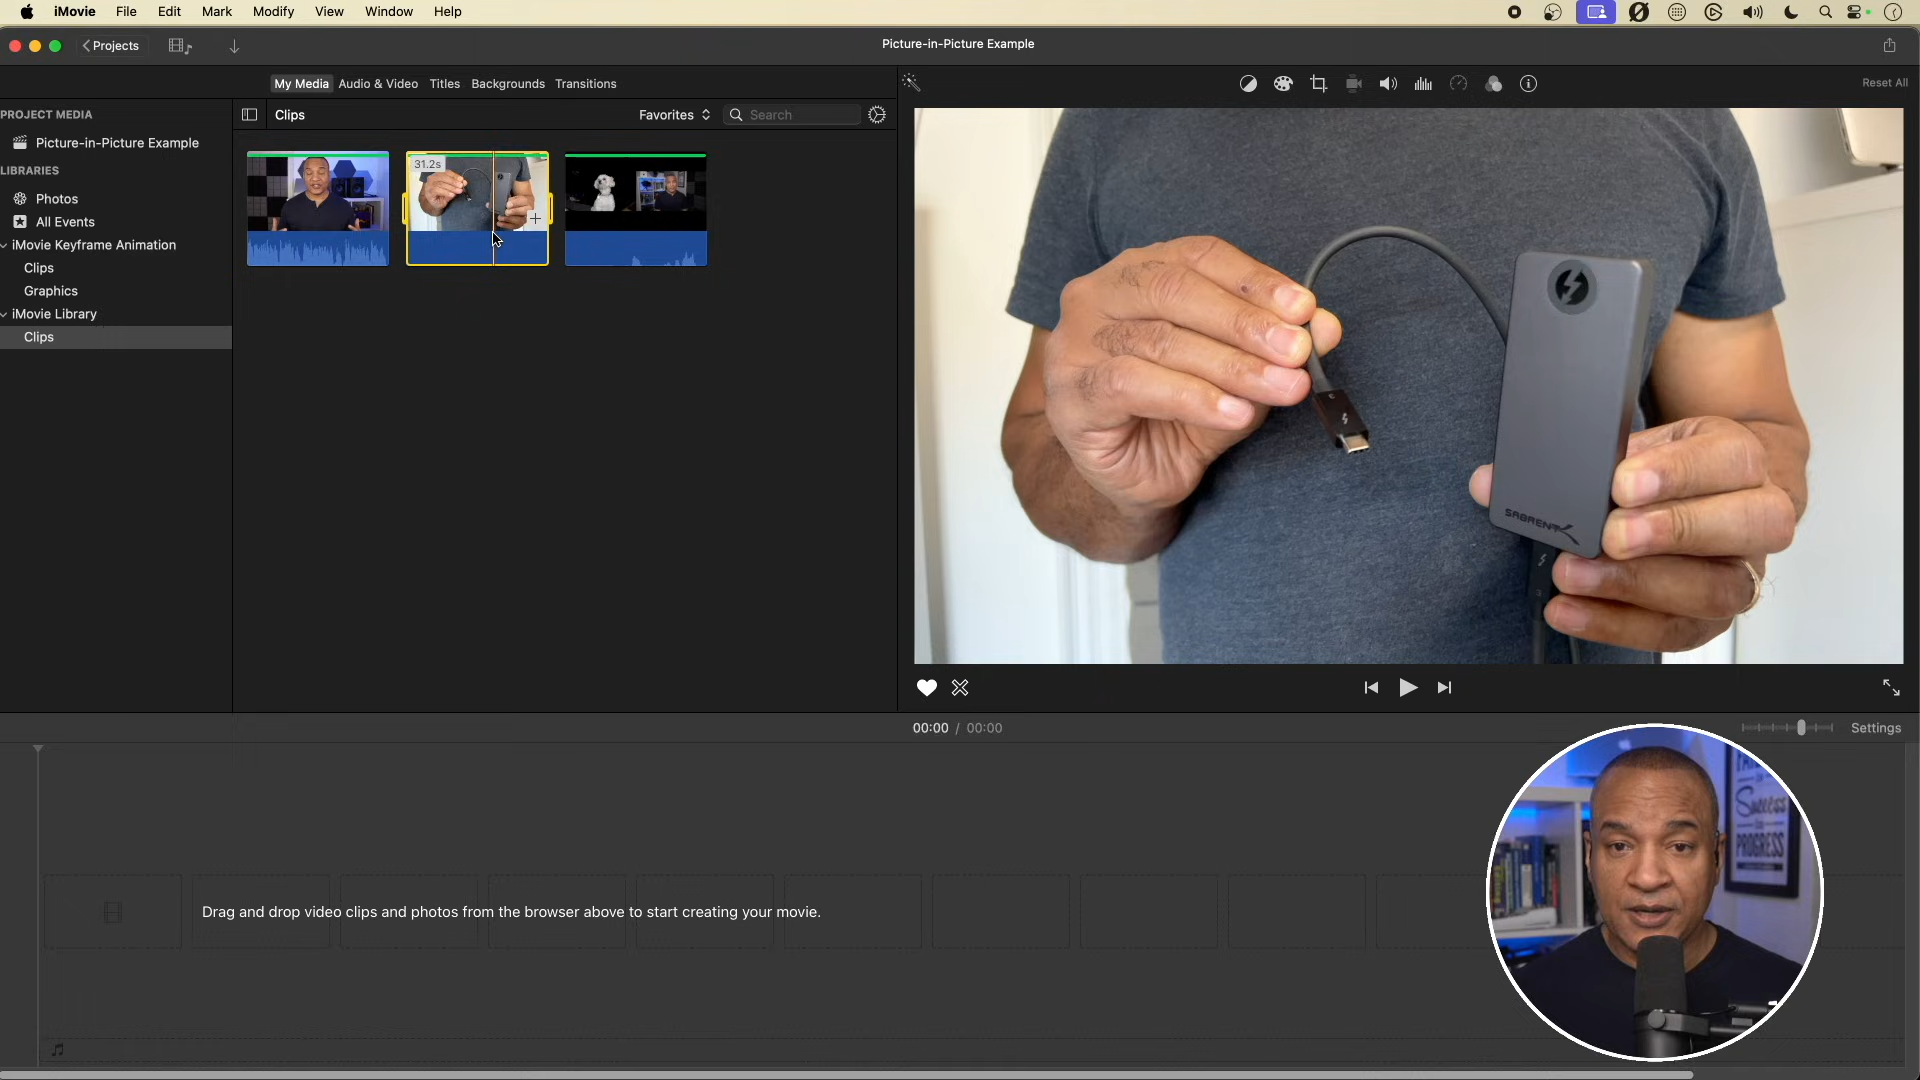 iMovie File Edit Mark Modify View Window Help
Projects
Picture-in-Picture Example
My Media Audio & Video Titles Backgrounds Transitions
Reset All
PROJECT MEDIA
Picture-in-Picture Example
LIBRARIES
Photos
All Events
iMovie Keyframe Animation
Clips
Graphics
iMovie Library
Clips
Clips
Favorites
Search
31.2s
SABRENT
00:00 / 00:00
Settings
Drag and drop video clips and photos from the browser above to start creating your movie.
Success
PROGRESS